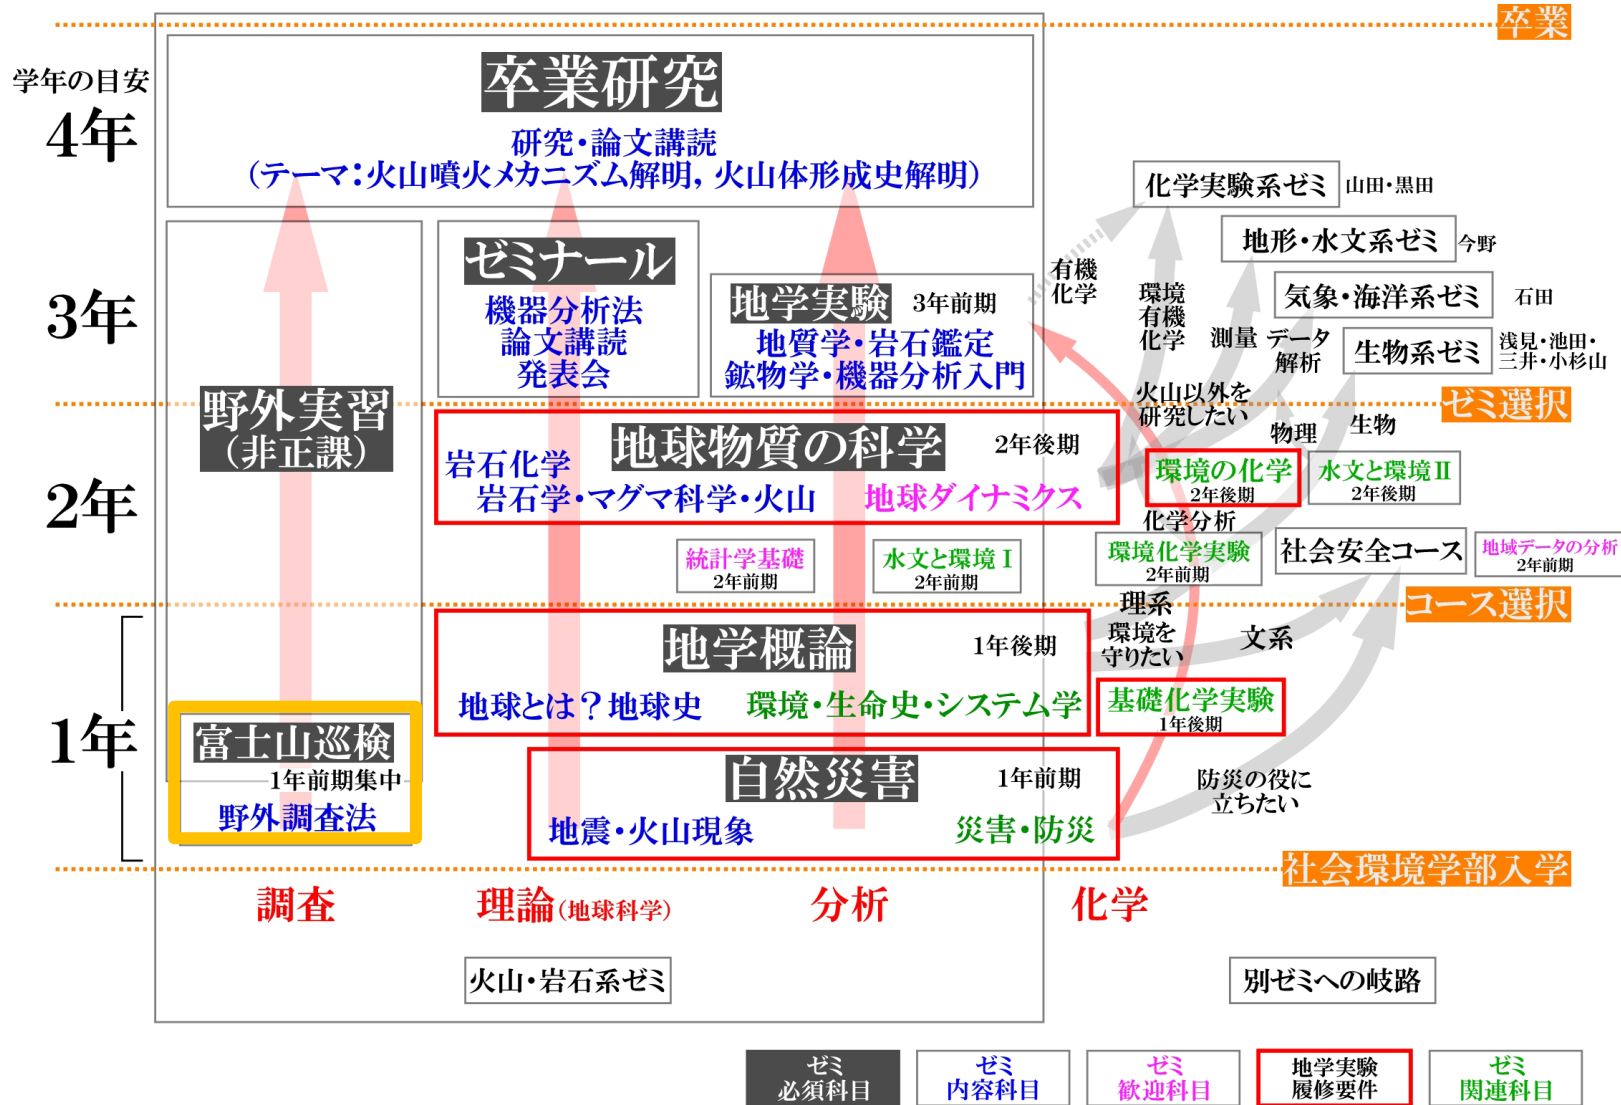 卒業
学年の目安
4年
卒業研究
研究・論文講読
（テーマ：火山噴火メカニズム解明，火山体形成史解明）
化学実験系ゼミ 山田・黒田
地形・水文系ゼミ 今野
気象・海洋系ゼミ 石田
生物系ゼミ 浅見・池田・
三井・小杉山
3年
ゼミナール
機器分析法
論文講読
発表会
地学実験 3年前期
地質学・岩石鑑定
鉱物学・機器分析入門
有機
化学
環境
有機
化学
測量
データ
解析
火山以外を
研究したい
ゼミ選択
野外実習
（非正課）
2年
地球物質の科学 2年後期
岩石化学
岩石学・マグマ科学・火山 地球ダイナミクス
物理
生物
環境の化学
2年後期
水文と環境Ⅱ
2年後期
化学分析
統計学基礎
2年前期
水文と環境Ⅰ
2年前期
環境化学実験
2年前期
社会安全コース
地域データの分析
2年前期
コース選択
理系
環境を
守りたい
文系
1年
地学概論 1年後期
地球とは？地球史 環境・生命史・システム学
基礎化学実験
1年後期
富士山巡検
1年前期集中
野外調査法
自然災害 1年前期
地震・火山現象 災害・防災
防災の役に
立ちたい
社会環境学部入学
調査 理論（地球科学） 分析 化学
火山・岩石系ゼミ
別ゼミへの岐路
ゼミ
必須科目
ゼミ
内容科目
ゼミ
歓迎科目
地学実験
履修要件
ゼミ
関連科目